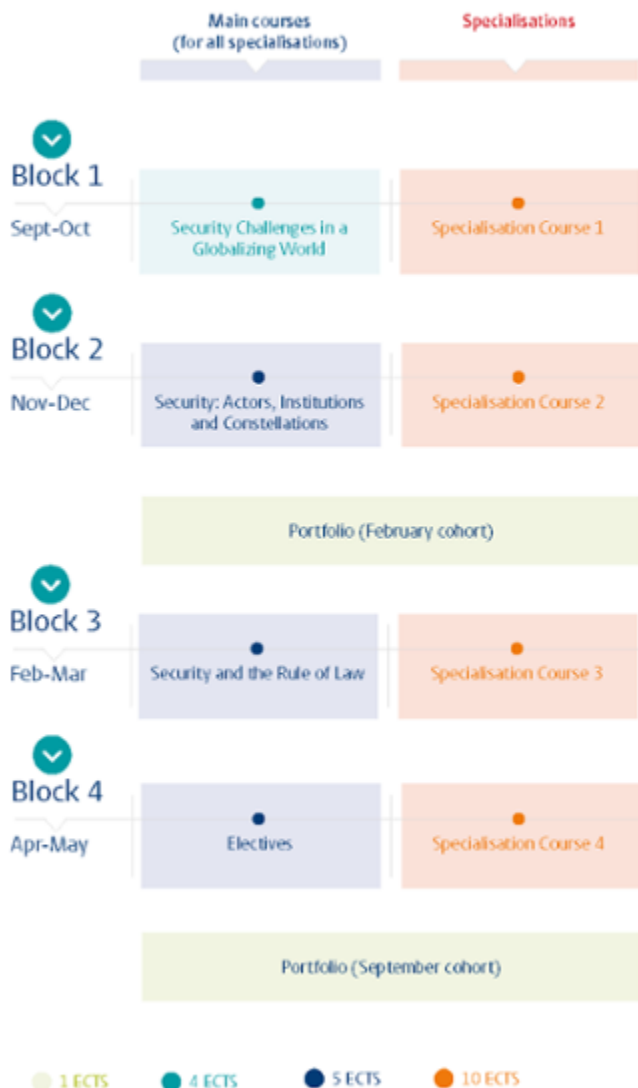 Main courses
(for all specialisations)
Specialisations
Block 1
Sept-Oct
Security Challenges in a
Globalizing World
Specialisation Course 1
Block 2
Nov-Dec
Security: Actors, Institutions
and Constellations
Specialisation Course 2
Portfolio (February cohort)
Block 3
Feb-Mar
Security and the Rule of Law
Specialisation Course 3
Block 4
Apr-May
Electives
Specialisation Course 4
Portfolio (September cohort)
1 ECTS
4 ECTS
5 ECTS
10 ECTS